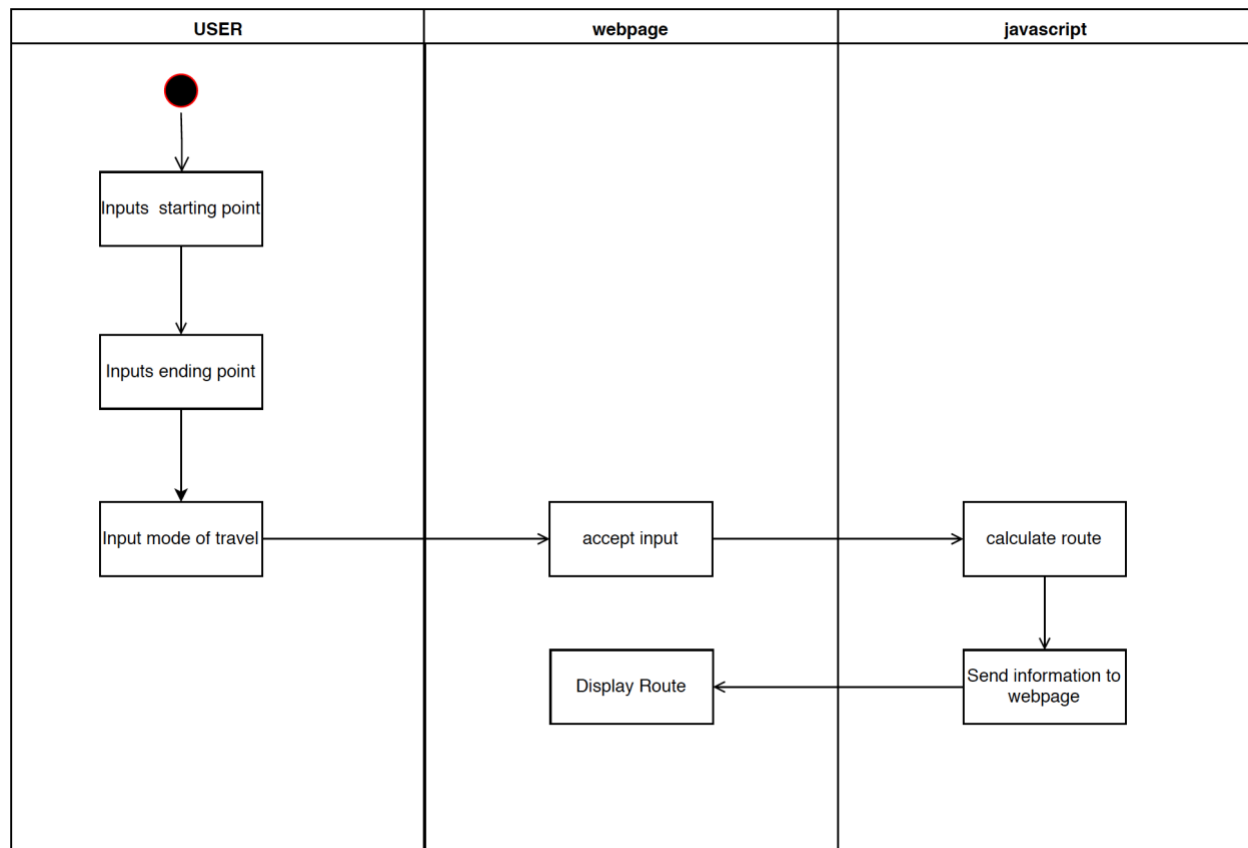 USER
webpage
javascript
Inputs  starting point
Inputs ending point
Input mode of travel
accept input
calculate route
Display Route
Send information to
webpage